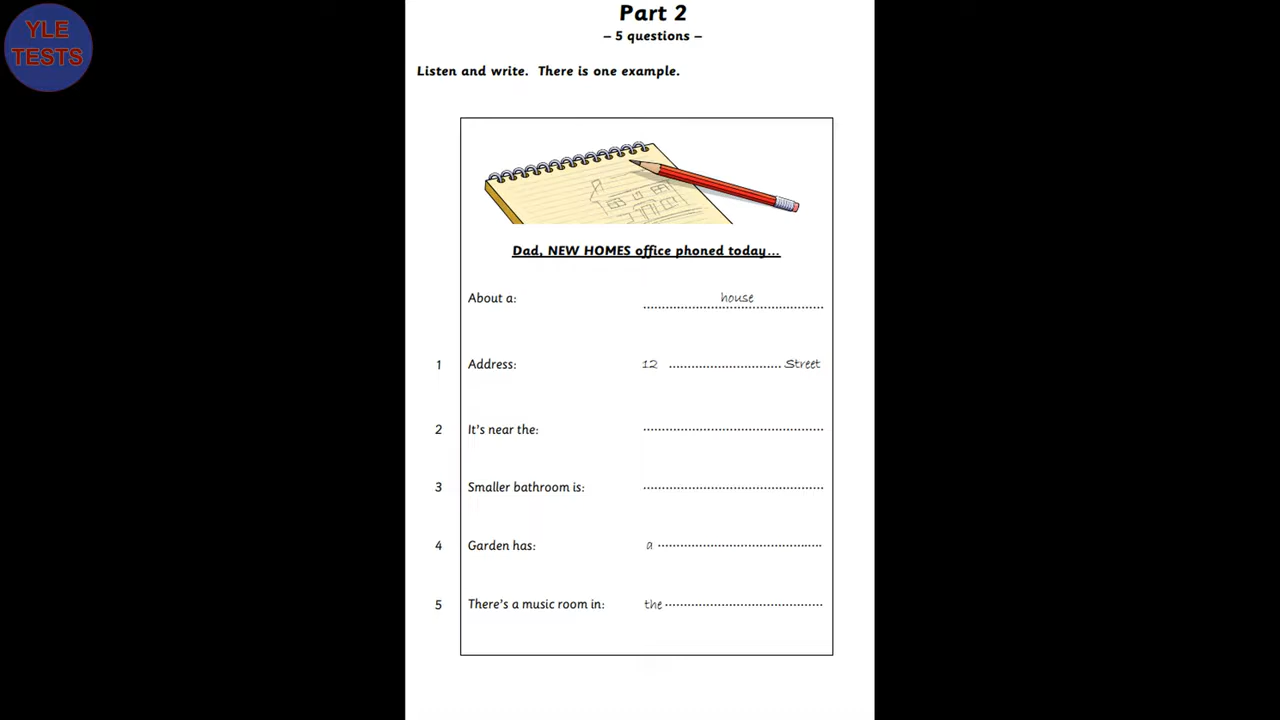 YLE
TESTS
Part 2
– 5 questions –
Listen and write. There is one example.
Dad, NEW HOMES office phoned today...
About a: house
1 Address: 12 .............................. Street
2 It's near the: ................................................
3 Smaller bathroom is: ................................................
4 Garden has: a ............................................
5 There's a music room in: the ..........................................